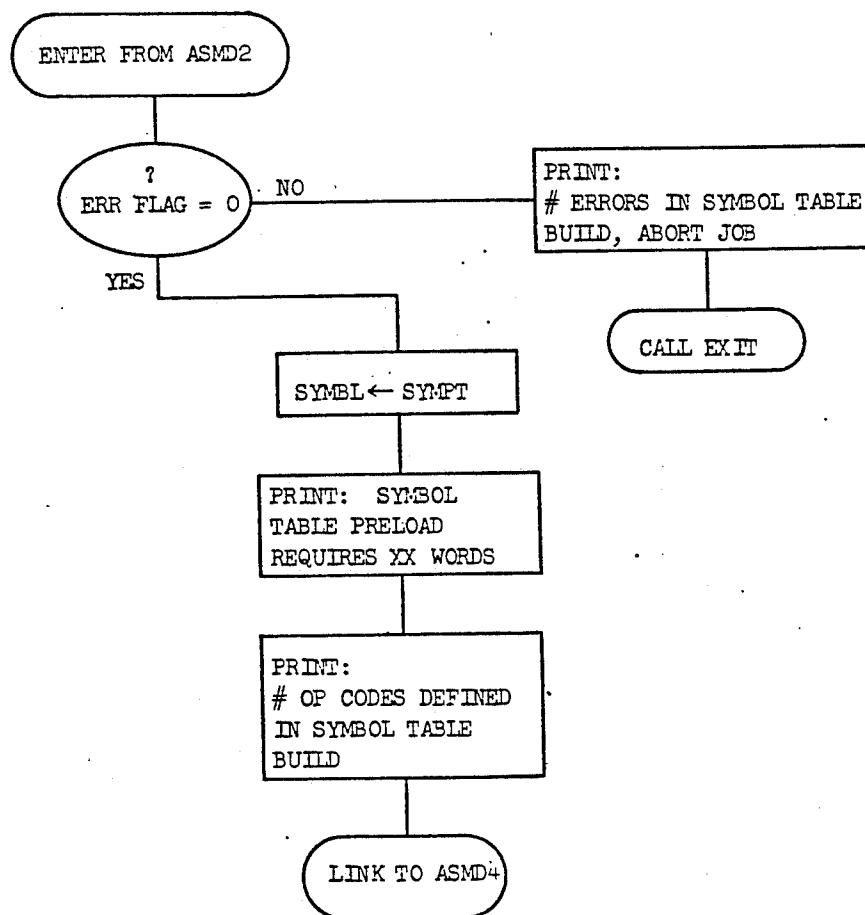 ENTER FROM ASMD2
?
ERR FLAG = 0
NO
YES
PRINT:
# ERRORS IN SYMBOL TABLE
BUILD, ABORT JOB
CALL EXIT
SYMBL ← SYMPT
PRINT: SYMBOL
TABLE PRELOAD
REQUIRES XX WORDS
PRINT:
# OP CODES DEFINED
IN SYMBOL TABLE
BUILD
LINK TO ASMD4